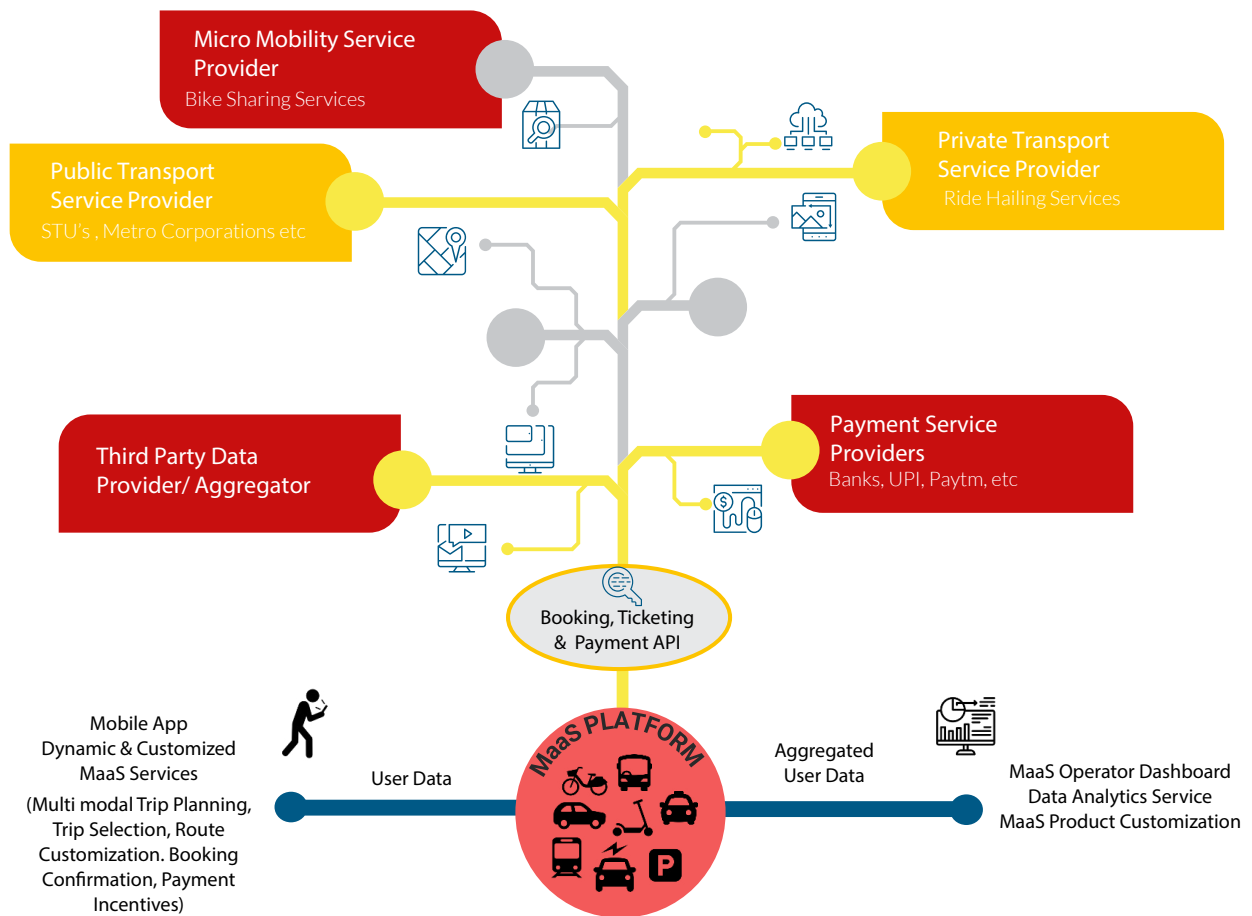 Micro Mobility Service
Provider
Bike Sharing Services
Public Transport
Service Provider
STU's , Metro Corporations etc
Private Transport
Service Provider
Ride Hailing Services
Third Party Data
Provider/ Aggregator
Payment Service
Providers
Banks, UPI, Paytm, etc
$
Booking, Ticketing
& Payment API
MaaS PLATFORM
P
Mobile App
Dynamic & Customized
MaaS Services
(Multi modal Trip Planning,
Trip Selection, Route
Customization. Booking
Confirmation, Payment
Incentives)
User Data
Aggregated
User Data
MaaS Operator Dashboard
Data Analytics Service
MaaS Product Customization